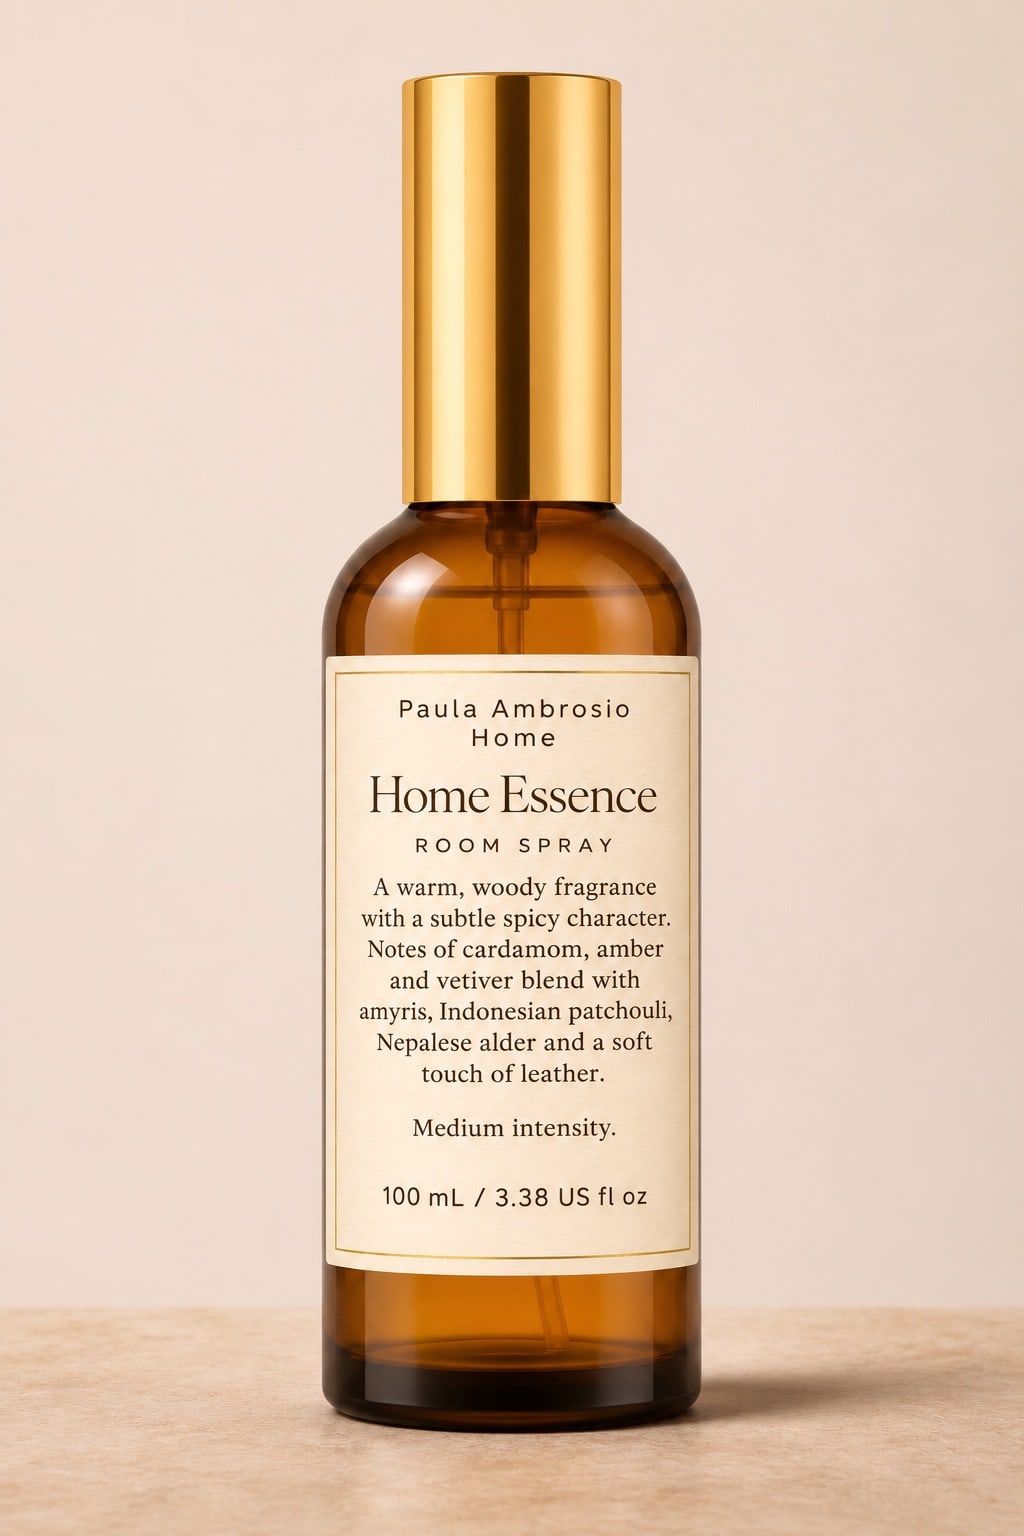 Paula Ambrosio
Home
Home Essence
ROOM SPRAY
A warm, woody fragrance
with a subtle spicy character.
Notes of cardamom, amber
and vetiver blend with
amyris, Indonesian patchouli,
Nepalese alder and a soft
touch of leather.
Medium intensity.
100 mL / 3.38 US fl oz